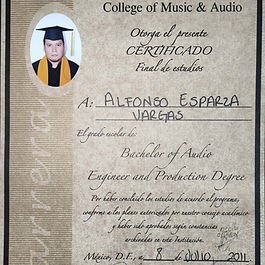 College of Music & Audio
Otorga el presente
CERTIFICADO
Final de estudios
A: ALFONSO ESPARZA
VARGAS
El grado escolar de:
Bachelor of Audio
Engineer and Production Degree
Por haber concluido los estudios de acuerdo al programa,
conforme a los planes autorizados por nuestro consejo académico
y haber sido aprobados según constancias
archivadas en esta Institución.
México, D.F., a 8 de Julio 2011